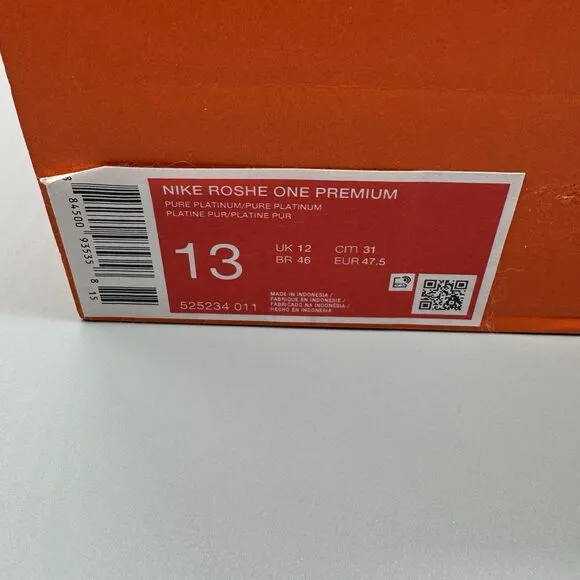 NIKE ROSHE ONE PREMIUM
PURE PLATINUM/PURE PLATINUM
PLATINE PUR/PLATINE PUR
13
UK 12 cm 31
BR 46 EUR 47.5
525234 011
MADE IN INDONESIA /
FABRIQUE EN INDONESIE /
FABRICADO NA INDONESIA /
HECHO EN INDONESIA
84500 93535 8 15